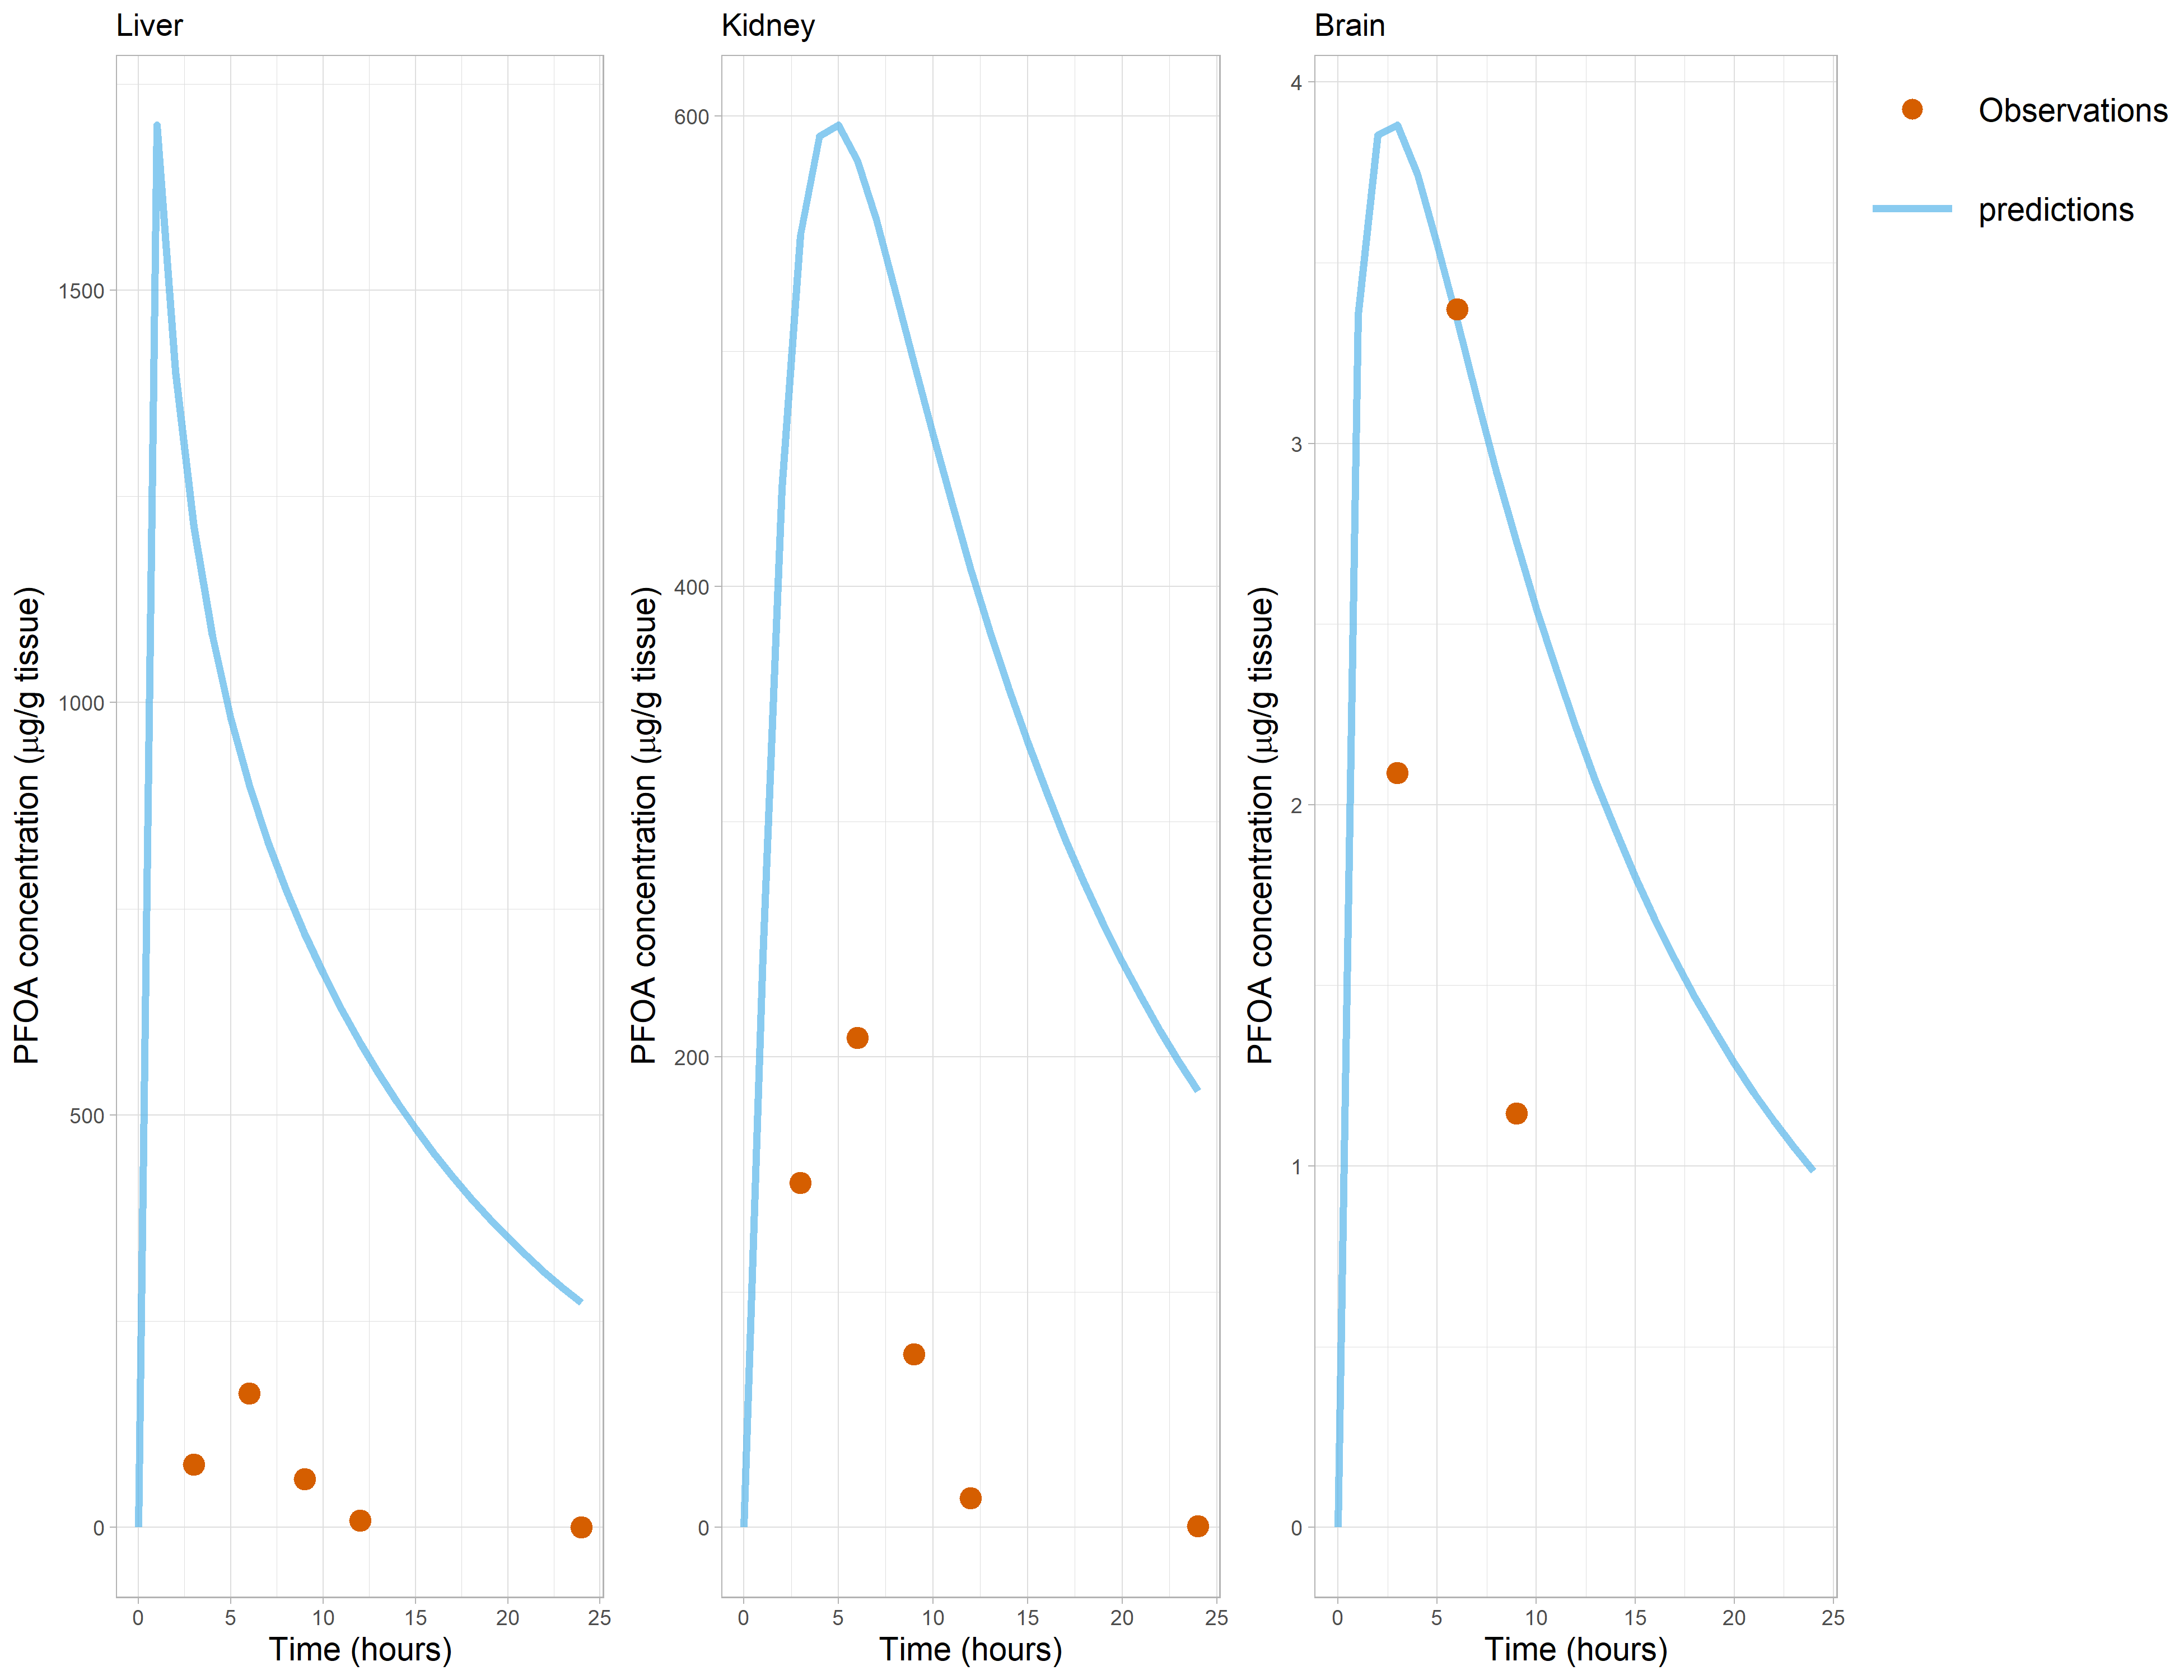 Liver
PFOA concentration (μg/g tissue)
1500
1000
500
0
0 5 10 15 20 25
Time (hours)
Kidney
PFOA concentration (μg/g tissue)
600
400
200
0
0 5 10 15 20 25
Time (hours)
Brain
PFOA concentration (μg/g tissue)
4
3
2
1
0
0 5 10 15 20 25
Time (hours)
Observations
predictions